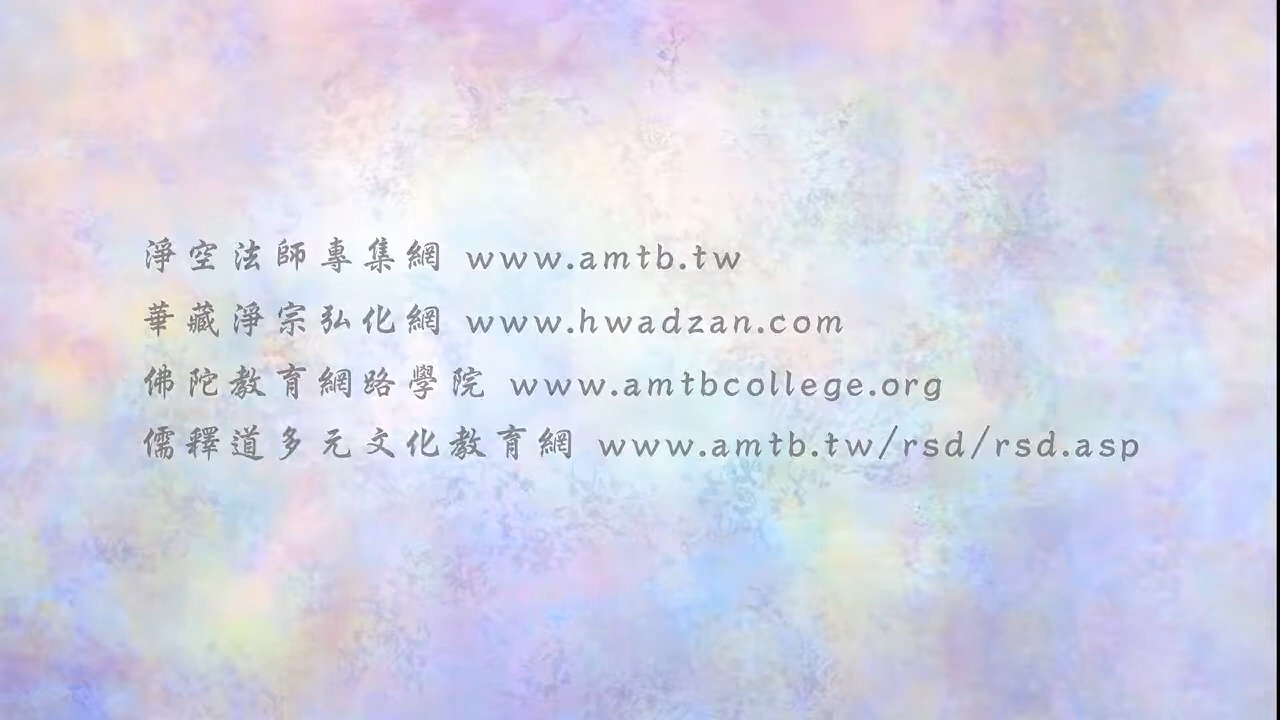 淨空法師專集網 www.amtb.tw
華藏淨宗弘化網 www.hwadzan.com
佛陀教育網路學院 www.amtbcollege.org
儒釋道多元文化教育網 www.amtb.tw/rsd/rsd.asp